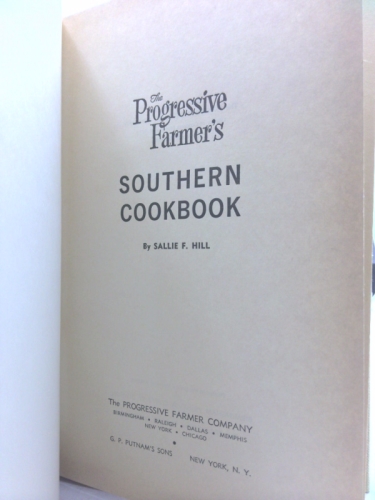 The
Progressive
Farmer's
SOUTHERN
COOKBOOK
By SALLIE F. HILL
The PROGRESSIVE FARMER COMPANY
BIRMINGHAM • RALEIGH • DALLAS • MEMPHIS
NEW YORK • CHICAGO
•
G. P. PUTNAM'S SONS NEW YORK, N. Y.